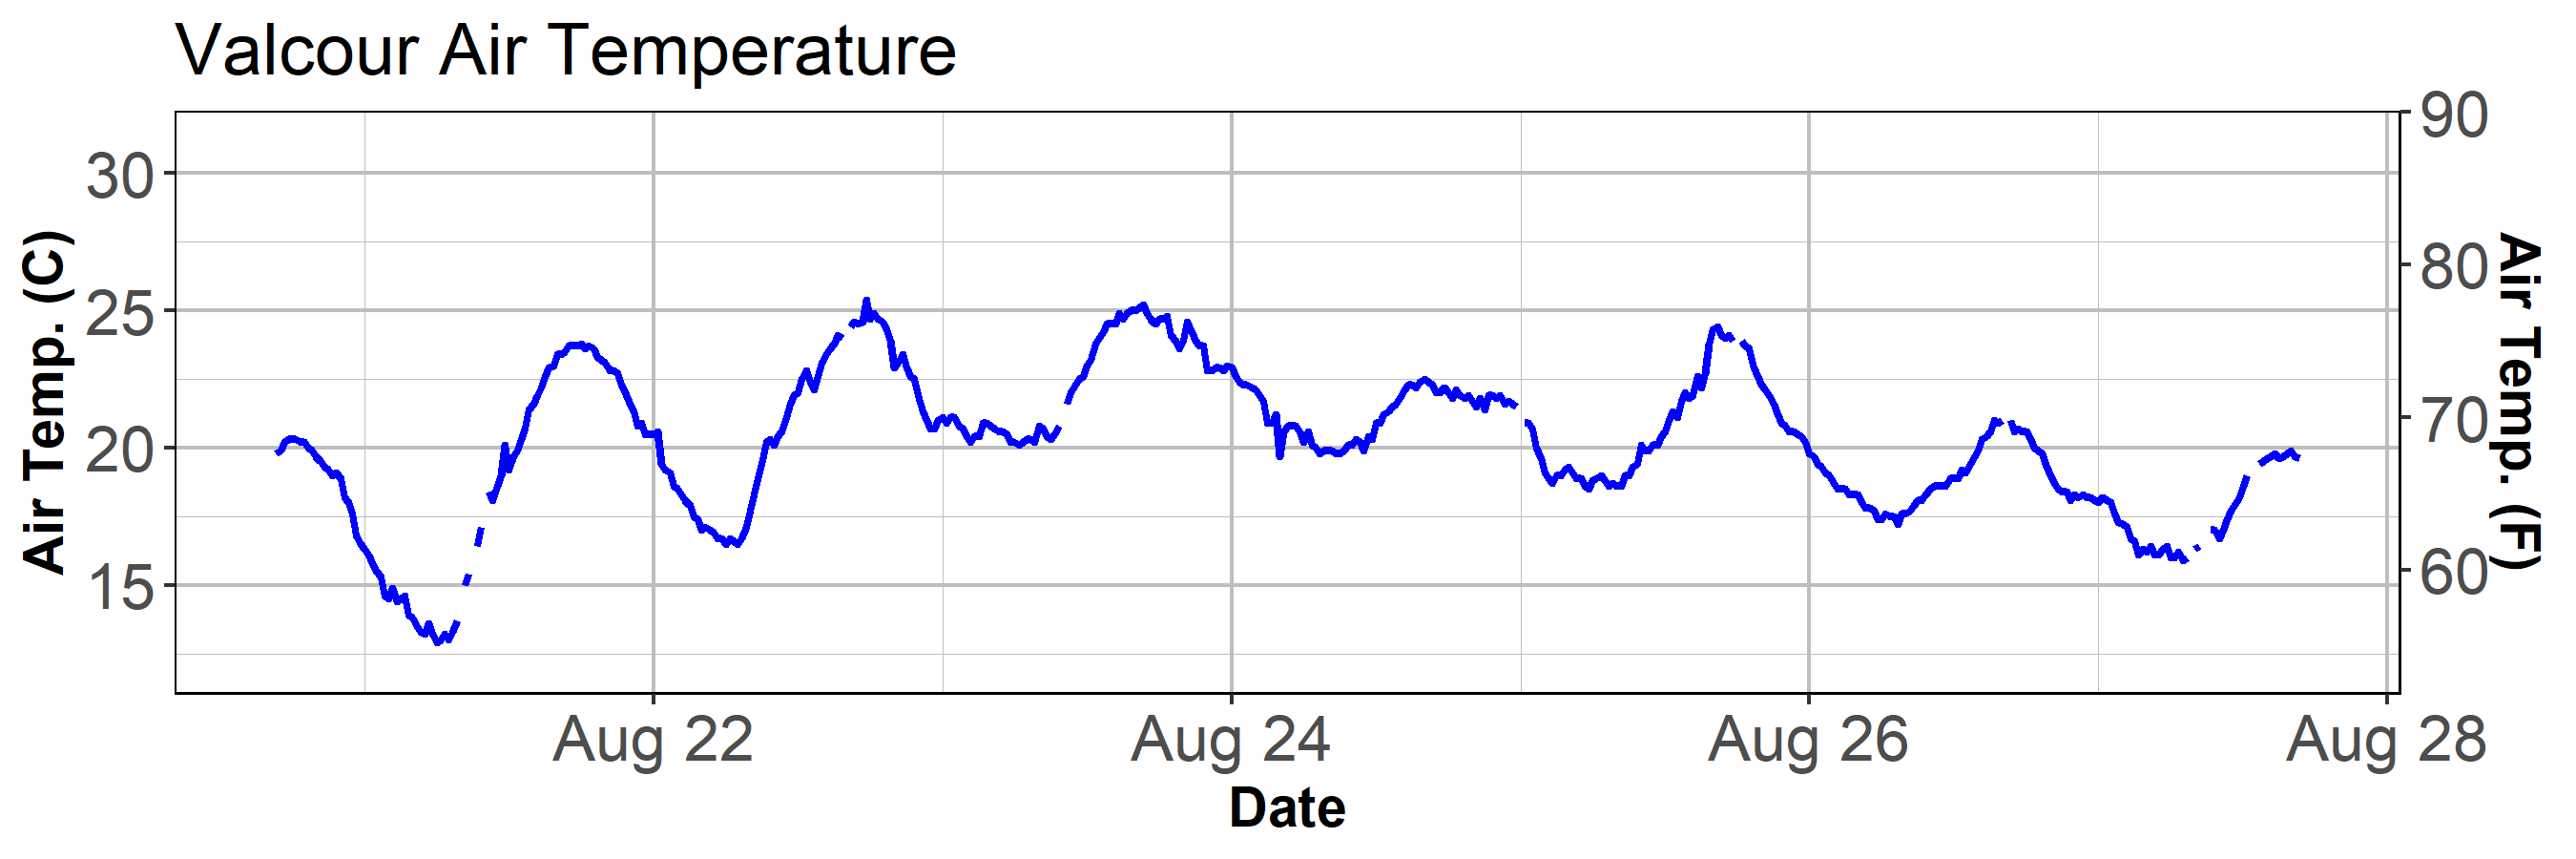 Valcour Air Temperature
Air Temp. (C)
30
25
20
15
90
80
70
60
Air Temp. (F)
Aug 22 Aug 24 Aug 26 Aug 28
Date